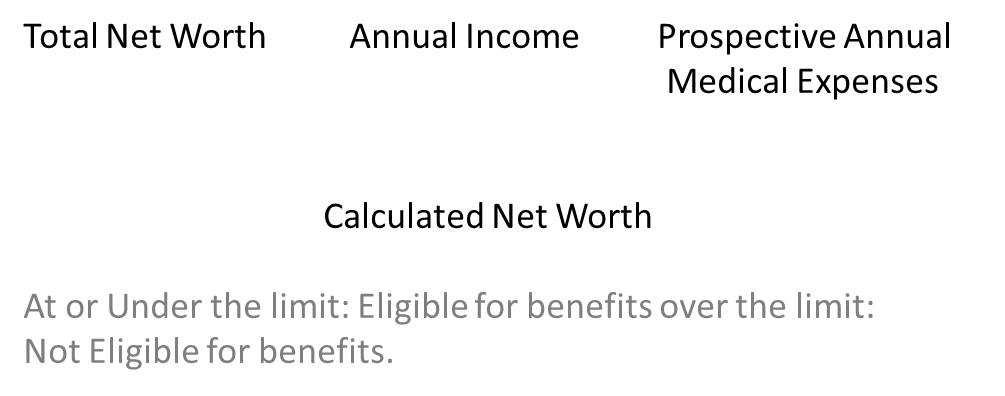 Total Net Worth Annual Income Prospective Annual
Medical Expenses
Calculated Net Worth
At or Under the limit: Eligible for benefits over the limit:
Not Eligible for benefits.